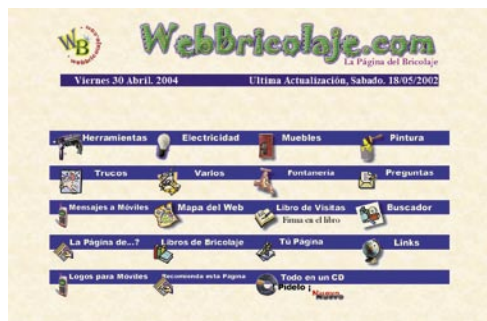 WB
WebBricolaje.com
La Página del Bricolaje
Viernes 30 Abril. 2004 Ultima Actualización, Sabado. 18/05/2002
Herramientas Electricidad Muebles Pintura
Trucos Varios Fontanería Preguntas
Mensajes a Móviles Mapa del Web Libro de Visitas Buscador
Firma en el libro
La Página de...? Libros de Bricolaje Tú Página Links
Logos para Móviles Recomienda esta Página Todo en un CD
¡Pídelo ¡
Nuevo